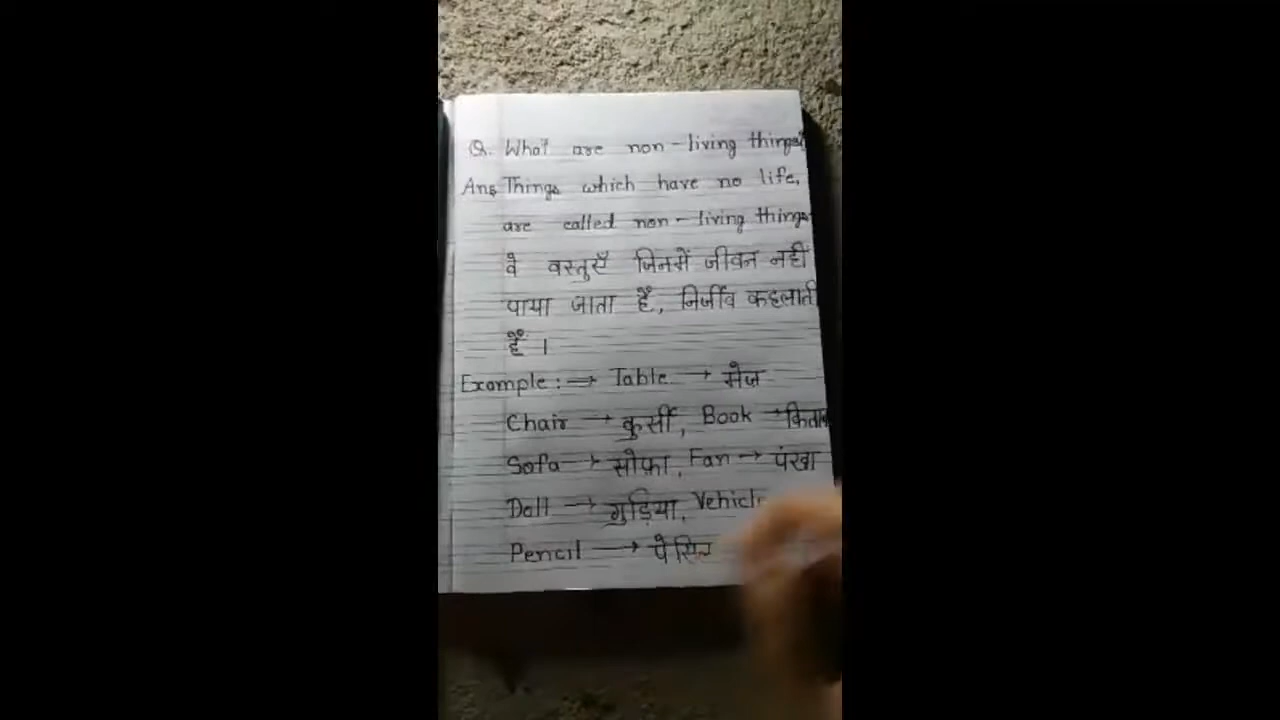 Q. What are non-living things?
Ans Things which have no life,
are called non-living things
वे वस्तुएँ जिनमें जीवन नहीं
पाया जाता है, निर्जीव कहलाती
हैं ।
Example:→ Table → मेज
Chair → कुर्सी, Book → किताब
Sofa → सोफ़ा, Fan → पंखा
Doll → गुड़िया,
Pencil → पेसिल